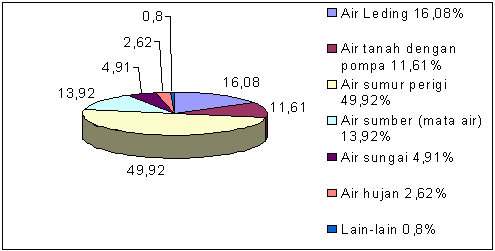 0,8
2,62
4,91
13,92
16,08
11,61
49,92
Air Leding 16,08%
Air tanah dengan
pompa 11,61%
Air sumur perigi
49,92%
Air sumber (mata air)
13,92%
Air sungai 4,91%
Air hujan 2,62%
Lain-lain 0,8%